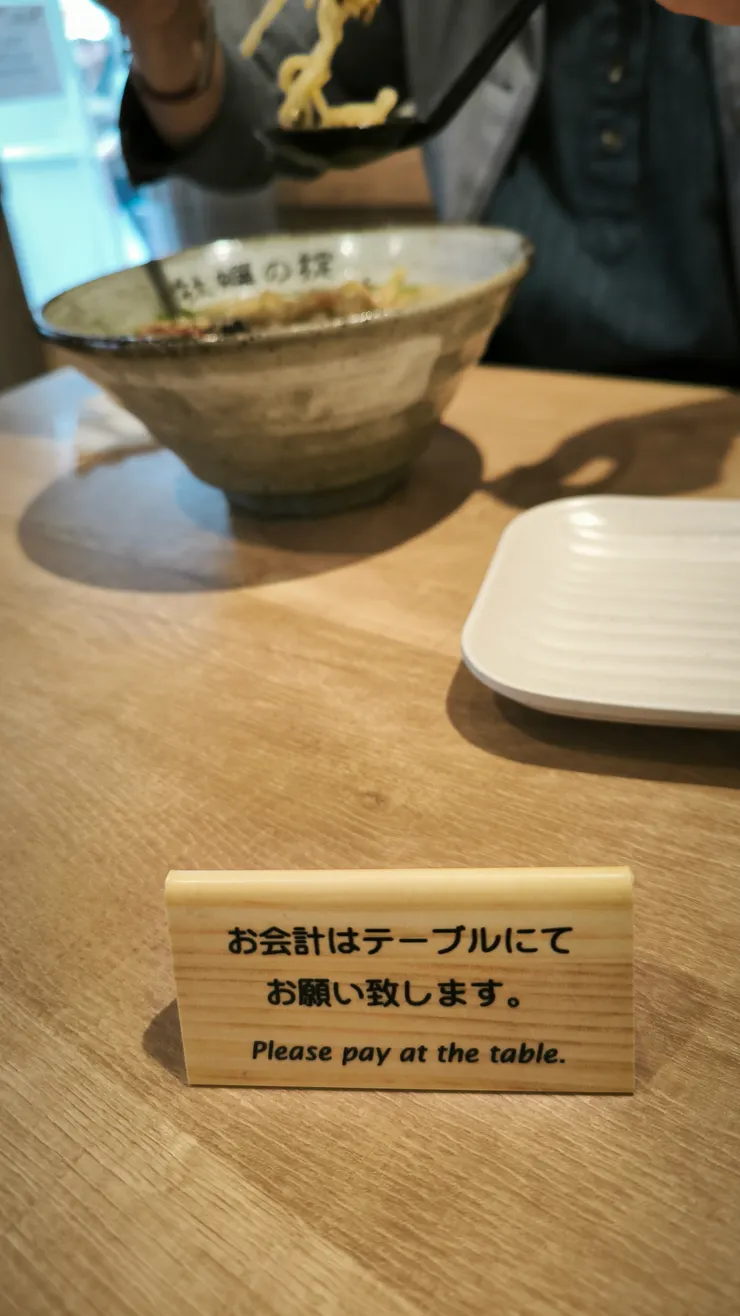 お会計はテーブルにて
お願い致します。
Please pay at the table.